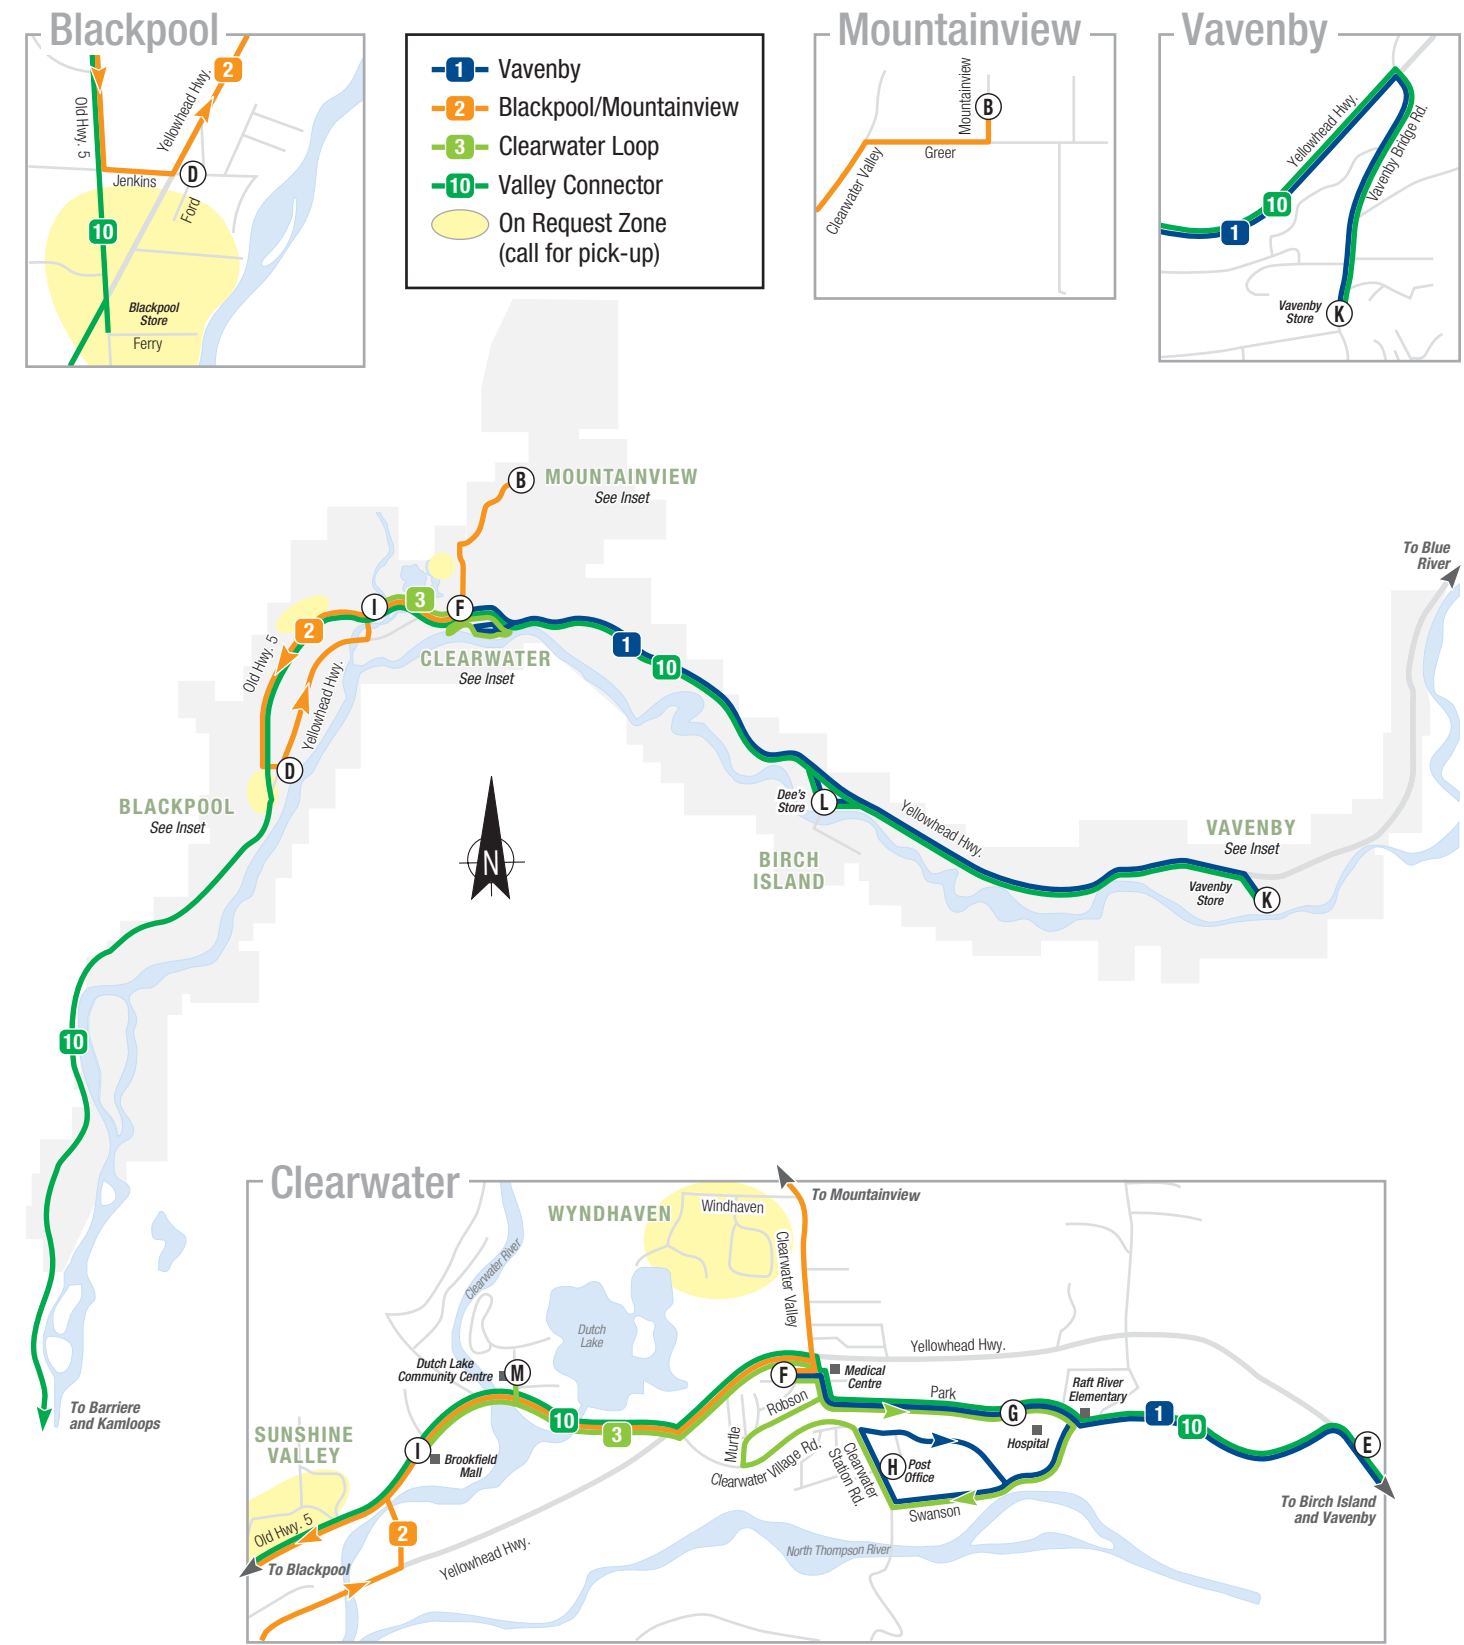 Blackpool
Old Hwy. 5
Yellowhead Hwy.
2
Jenkins
D
Ford
10
Blackpool
Store
Ferry
1 Vavenby
2 Blackpool/Mountainview
3 Clearwater Loop
10 Valley Connector
On Request Zone
(call for pick-up)
Mountainview
Mountainview
B
Greer
Clearwater Valley
Vavenby
Yellowhead Hwy.
Vavenby Bridge Rd.
10
1
Vavenby
Store
K
B
MOUNTAINVIEW
See Inset
To Blue
River
I
3
F
2
1
10
Old Hwy. 5
Yellowhead Hwy.
CLEARWATER
See Inset
D
BLACKPOOL
See Inset
Dee's
Store
L
Yellowhead Hwy.
BIRCH
ISLAND
VAVENBY
See Inset
Vavenby
Store
K
N
10
To Barriere
and Kamloops
Clearwater
To Mountainview
WYNDHAVEN
Windhaven
Clearwater River
Clearwater Valley
Dutch
Lake
Yellowhead Hwy.
Dutch Lake
Community Centre
M
F
Medical
Centre
Raft River
Elementary
Park
Robson
G
1
10
10
3
Murtle
Hospital
SUNSHINE
VALLEY
I
Brookfield
Mall
Clearwater Village Rd.
Clearwater
Station Rd.
H
Post
Office
E
Swanson
To Birch Island
and Vavenby
Old Hwy. 5
2
To Blackpool
Yellowhead Hwy.
North Thompson River